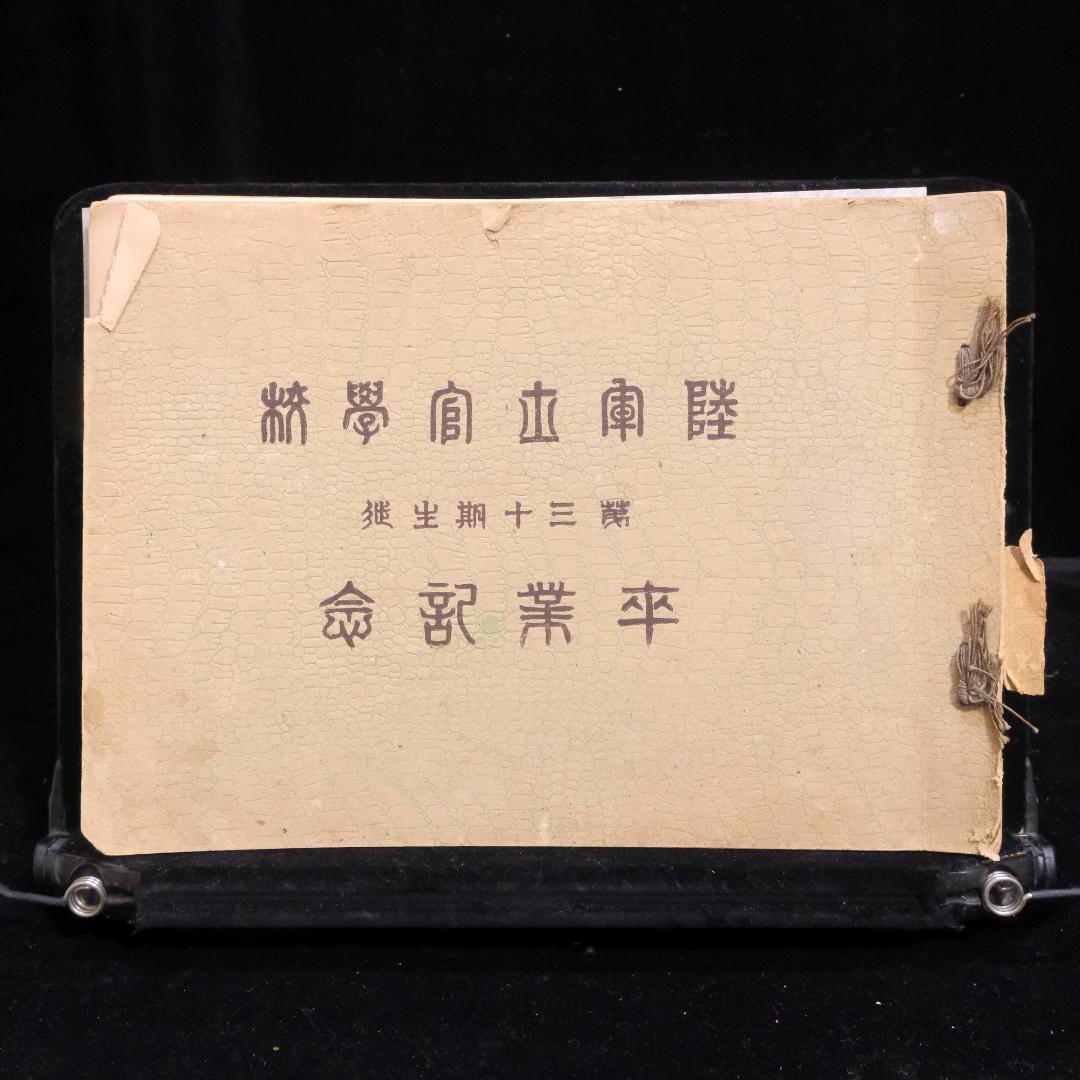 陸軍士官學校
第三十期生徒
卒業記念